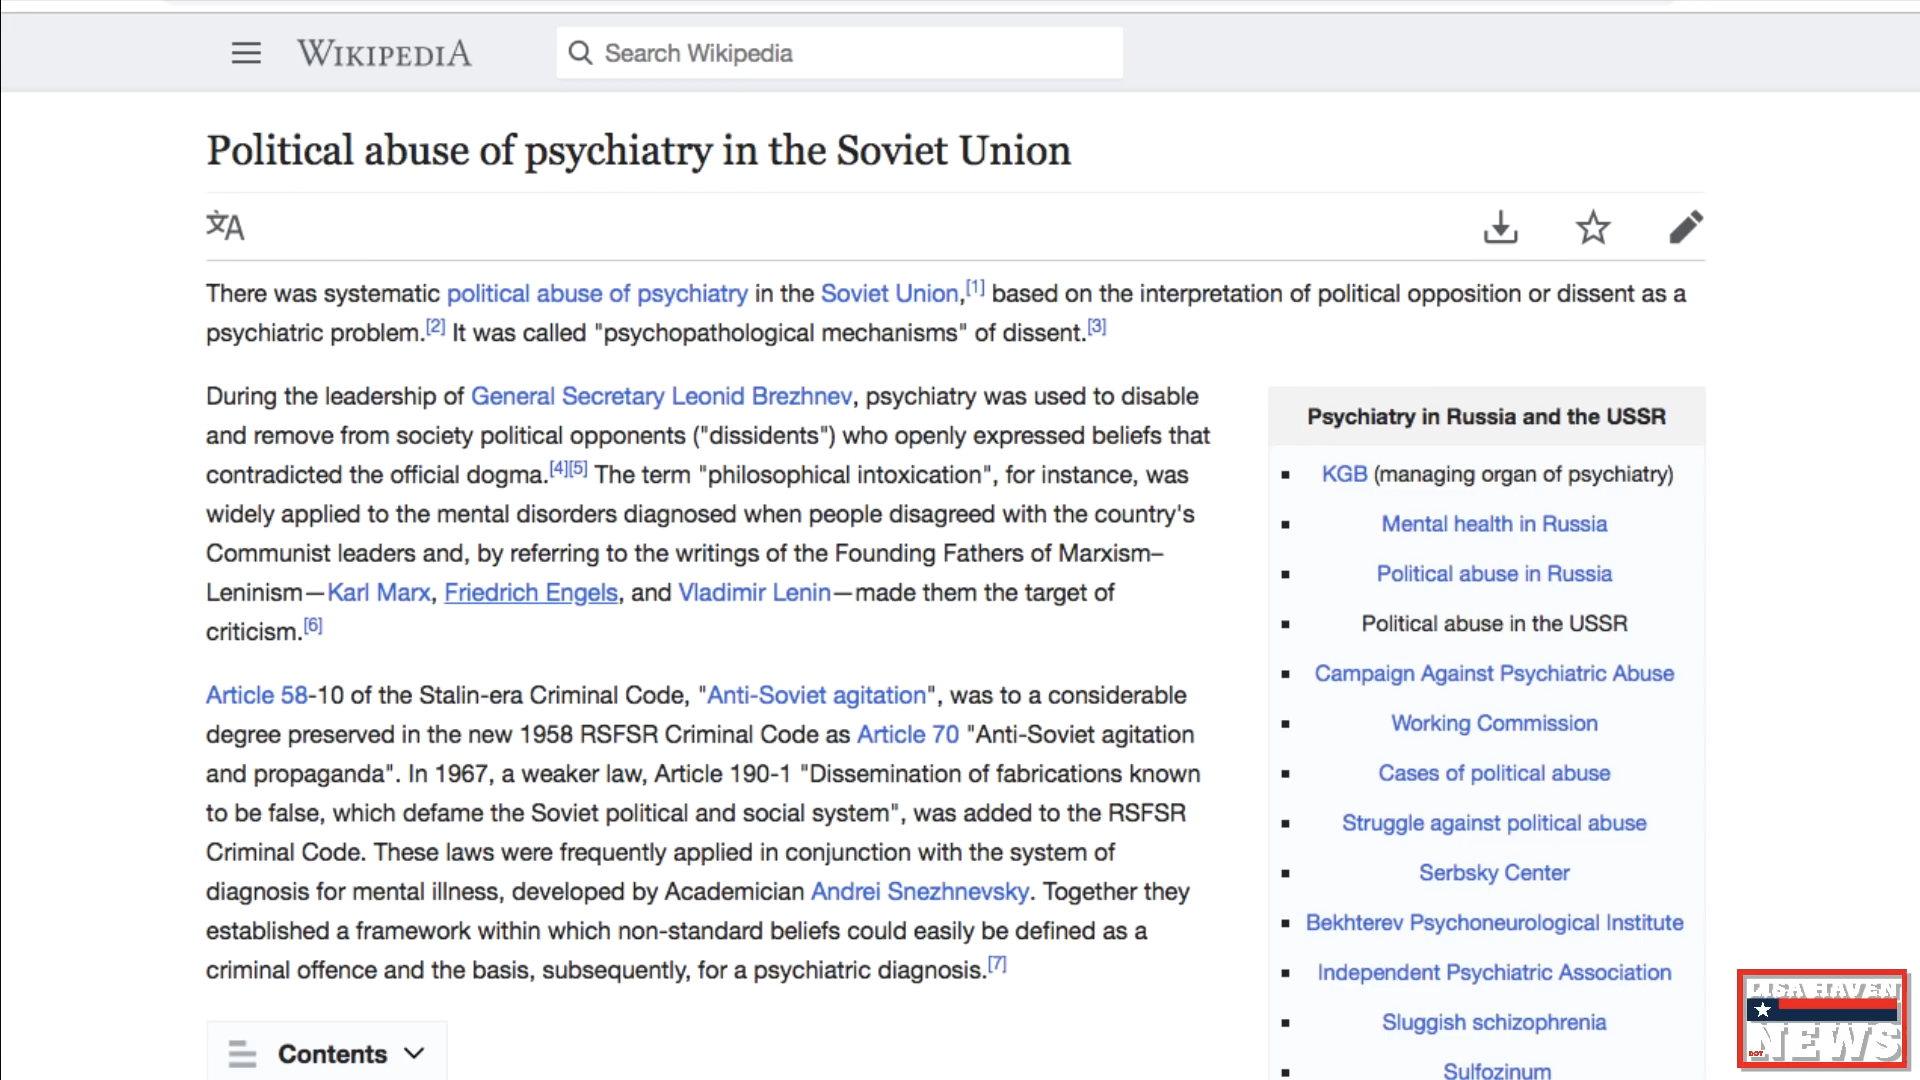 WIKIPEDIA
Search Wikipedia
Political abuse of psychiatry in the Soviet Union
文A
There was systematic political abuse of psychiatry in the Soviet Union,[1] based on the interpretation of political opposition or dissent as a
psychiatric problem.[2] It was called "psychopathological mechanisms" of dissent.[3]
During the leadership of General Secretary Leonid Brezhnev, psychiatry was used to disable
and remove from society political opponents ("dissidents") who openly expressed beliefs that
contradicted the official dogma.[4][5] The term "philosophical intoxication", for instance, was
widely applied to the mental disorders diagnosed when people disagreed with the country's
Communist leaders and, by referring to the writings of the Founding Fathers of Marxism–
Leninism—Karl Marx, Friedrich Engels, and Vladimir Lenin—made them the target of
criticism.[6]
Article 58-10 of the Stalin-era Criminal Code, "Anti-Soviet agitation", was to a considerable
degree preserved in the new 1958 RSFSR Criminal Code as Article 70 "Anti-Soviet agitation
and propaganda". In 1967, a weaker law, Article 190-1 "Dissemination of fabrications known
to be false, which defame the Soviet political and social system", was added to the RSFSR
Criminal Code. These laws were frequently applied in conjunction with the system of
diagnosis for mental illness, developed by Academician Andrei Snezhnevsky. Together they
established a framework within which non-standard beliefs could easily be defined as a
criminal offence and the basis, subsequently, for a psychiatric diagnosis.[7]
Contents
Psychiatry in Russia and the USSR
KGB (managing organ of psychiatry)
Mental health in Russia
Political abuse in Russia
Political abuse in the USSR
Campaign Against Psychiatric Abuse
Working Commission
Cases of political abuse
Struggle against political abuse
Serbsky Center
Bekhterev Psychoneurological Institute
Independent Psychiatric Association
Sluggish schizophrenia
Sulfozinum
LISA HAVEN
DOT NEWS